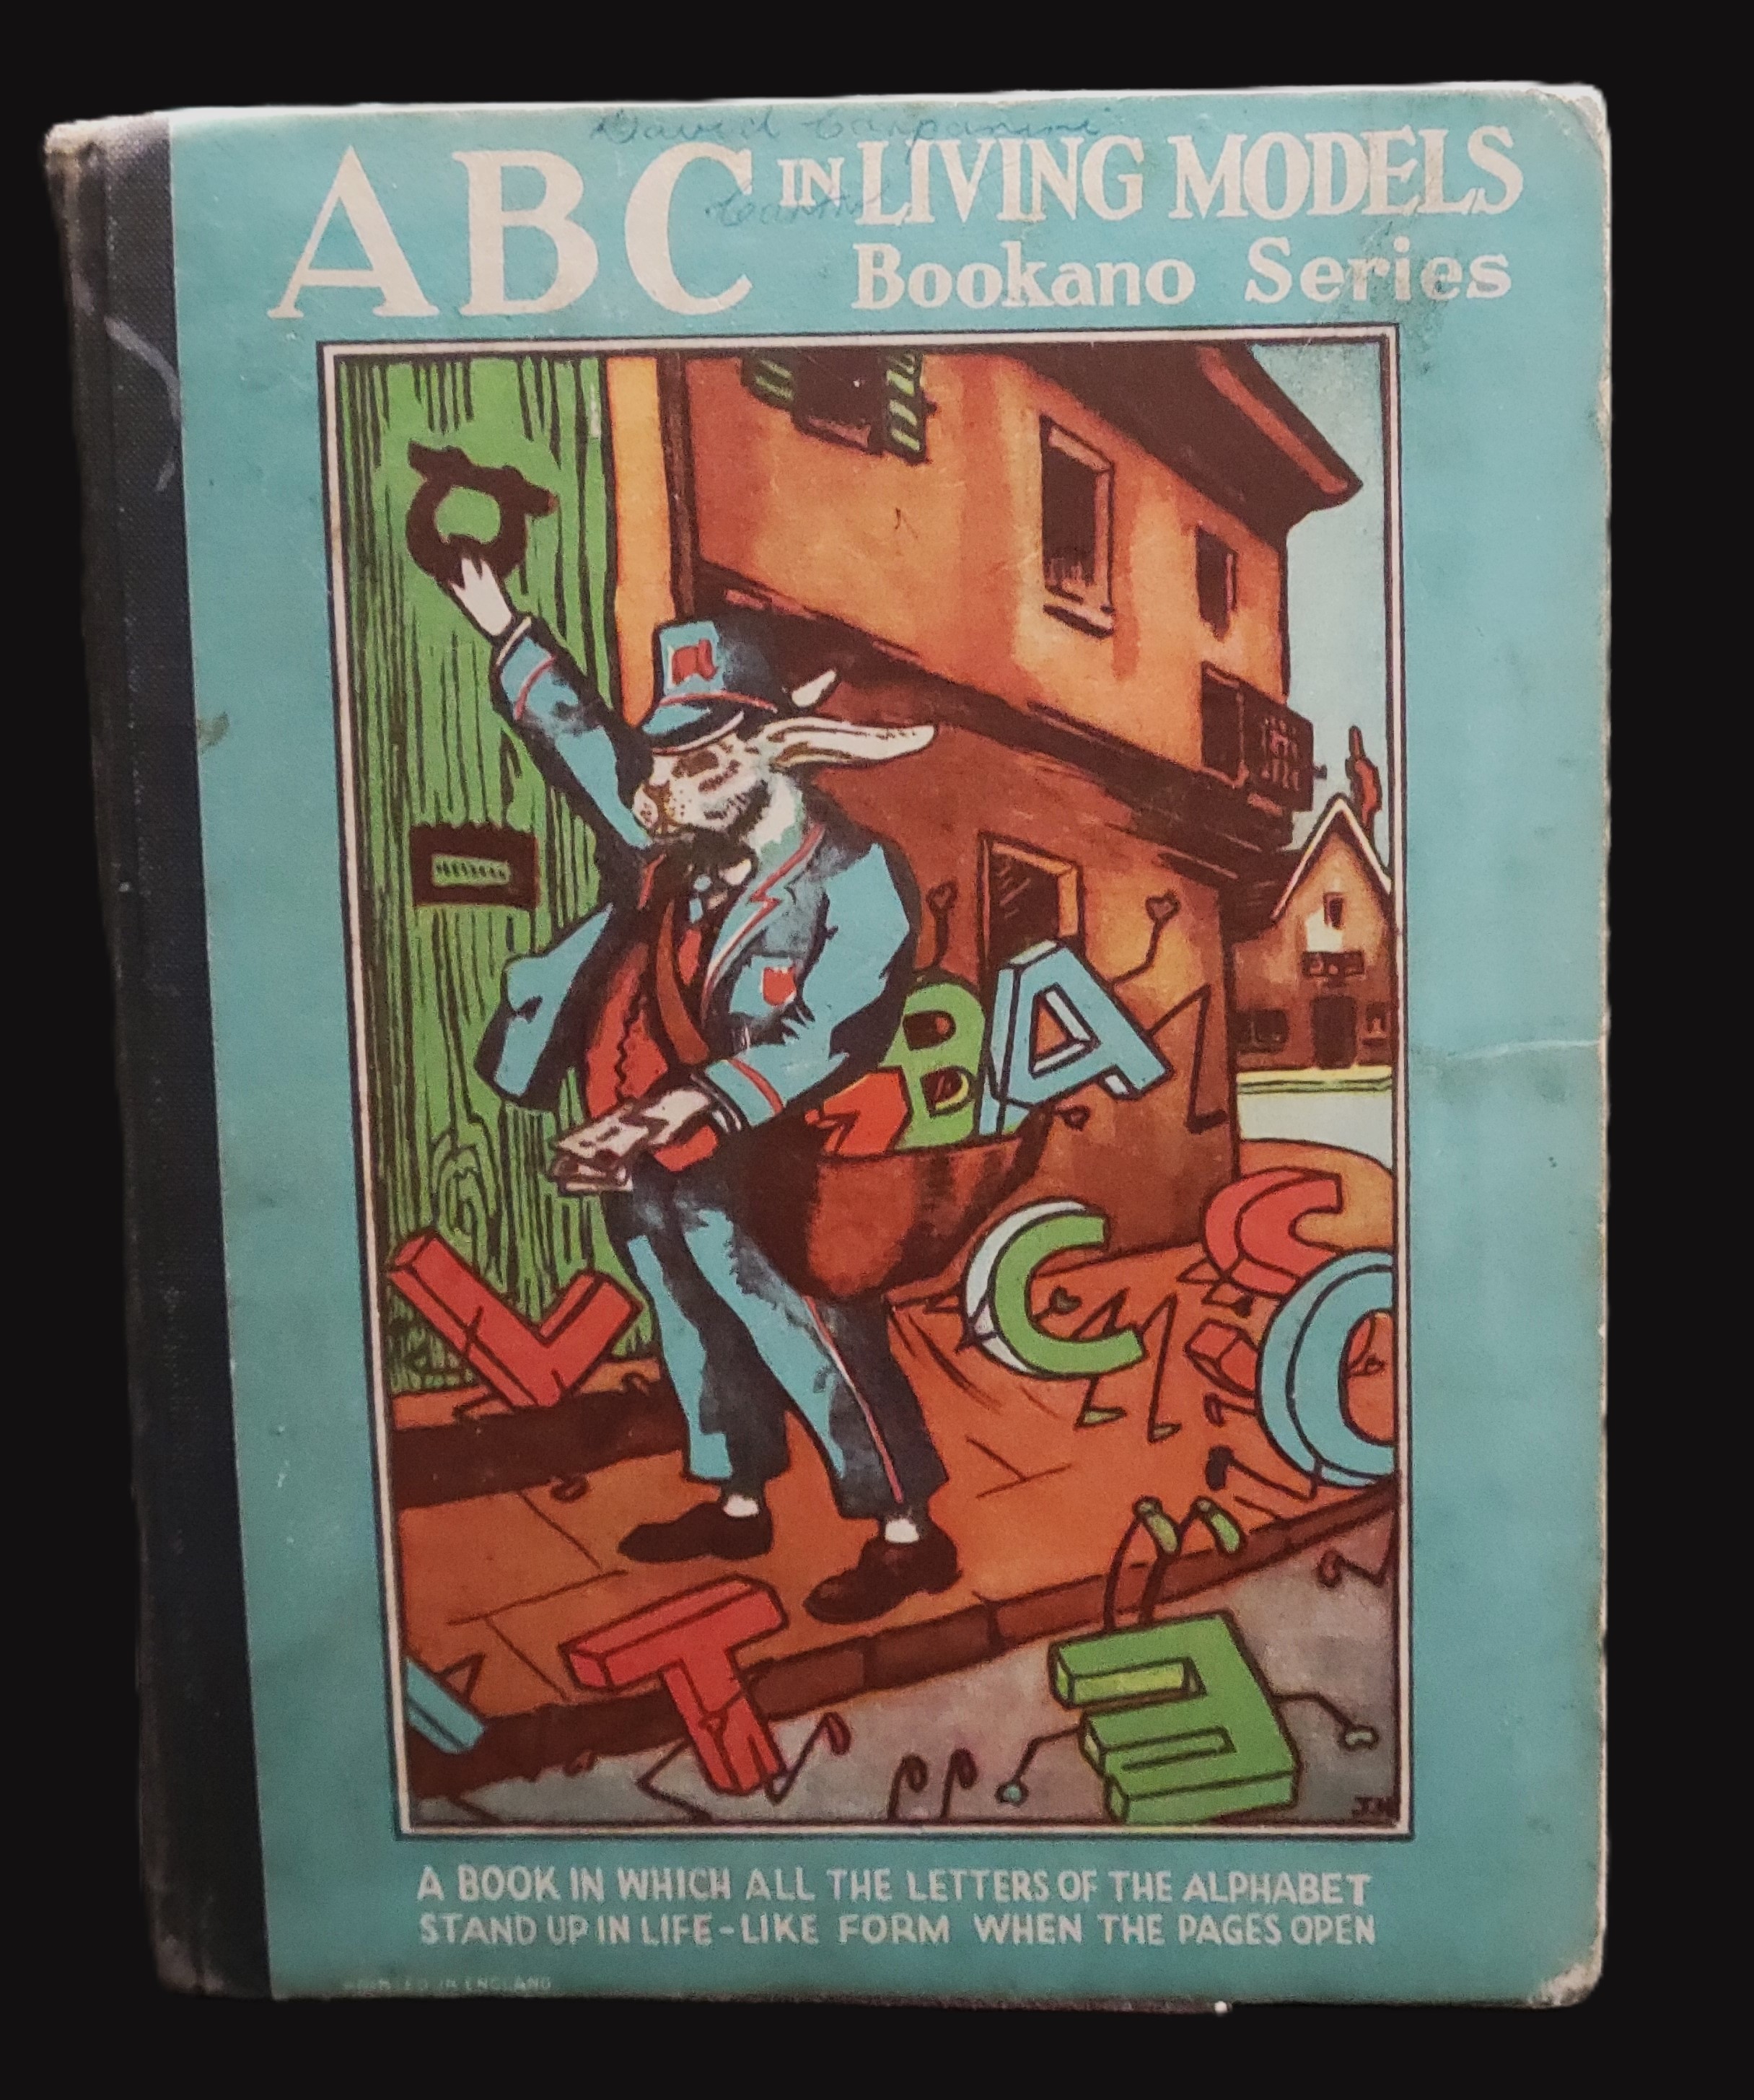 David
ABC IN LIVING MODELS
Bookano Series
B A
C
L
T
E
J.H
A BOOK IN WHICH ALL THE LETTERS OF THE ALPHABET
STAND UP IN LIFE-LIKE FORM WHEN THE PAGES OPEN
PRINTED IN ENGLAND